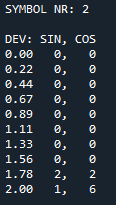 SYMBOL NR: 2
DEV: SIN, COS
0.00 0, 0
0.22 0, 0
0.44 0, 0
0.67 0, 0
0.89 0, 0
1.11 0, 0
1.33 0, 0
1.56 0, 0
1.78 2, 2
2.00 1, 6